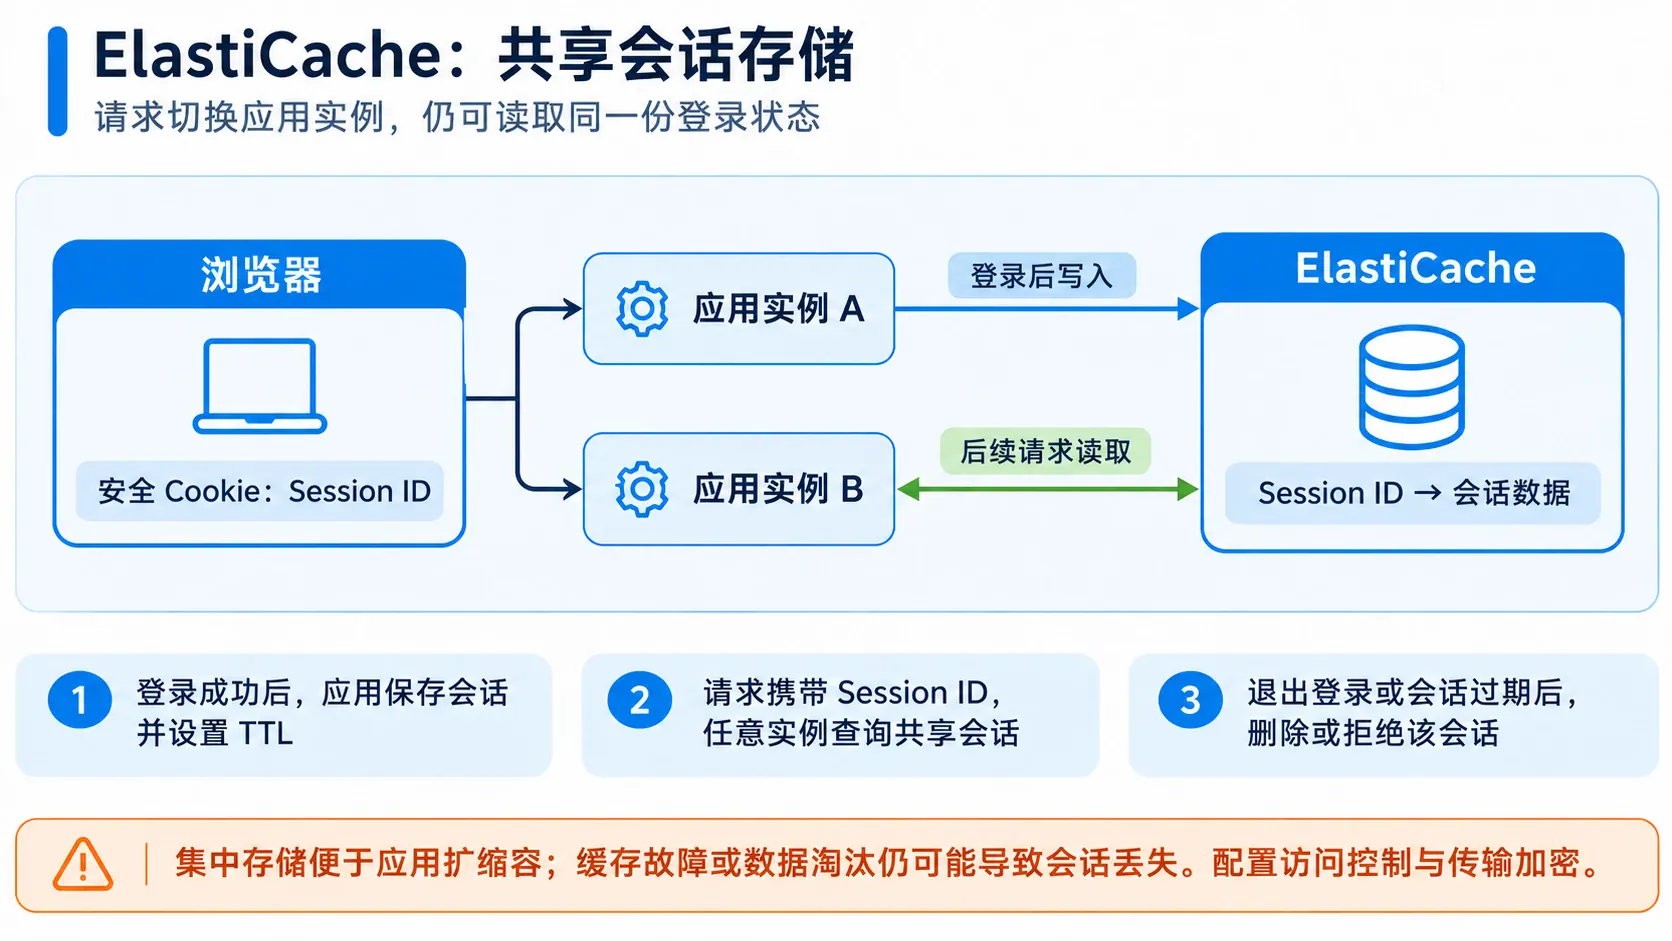 ElastiCache：共享会话存储
请求切换应用实例，仍可读取同一份登录状态
浏览器
安全 Cookie：Session ID
应用实例 A
应用实例 B
登录后写入
后续请求读取
ElastiCache
Session ID → 会话数据
1
登录成功后，应用保存会话
并设置 TTL
2
请求携带 Session ID，
任意实例查询共享会话
3
退出登录或会话过期后，
删除或拒绝该会话
集中存储便于应用扩缩容；缓存故障或数据淘汰仍可能导致会话丢失。配置访问控制与传输加密。